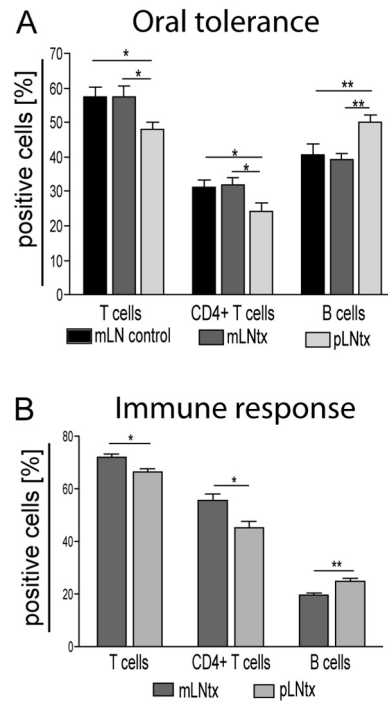 A Oral tolerance
positive cells [%]
70
60
50
40
30
20
10
0
* * * * ** **
T cells CD4+ T cells B cells
mLN control mLNtx pLNtx
B Immune response
positive cells [%]
80
60
40
20
0
* * **
T cells CD4+ T cells B cells
mLNtx pLNtx